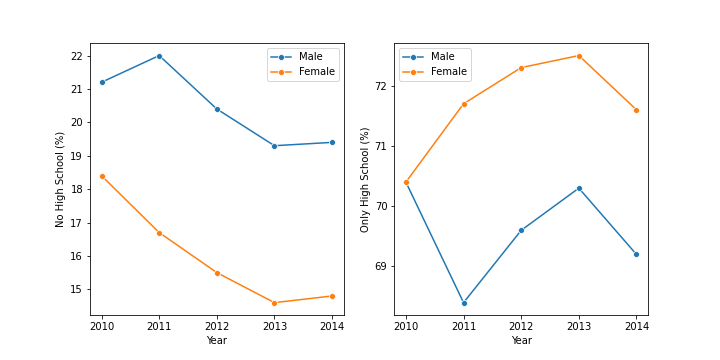 No High School (%)
22
21
20
19
18
17
16
15
2010 2011 2012 2013 2014
Year
Male
Female
Only High School (%)
72
71
70
69
2010 2011 2012 2013 2014
Year
Male
Female